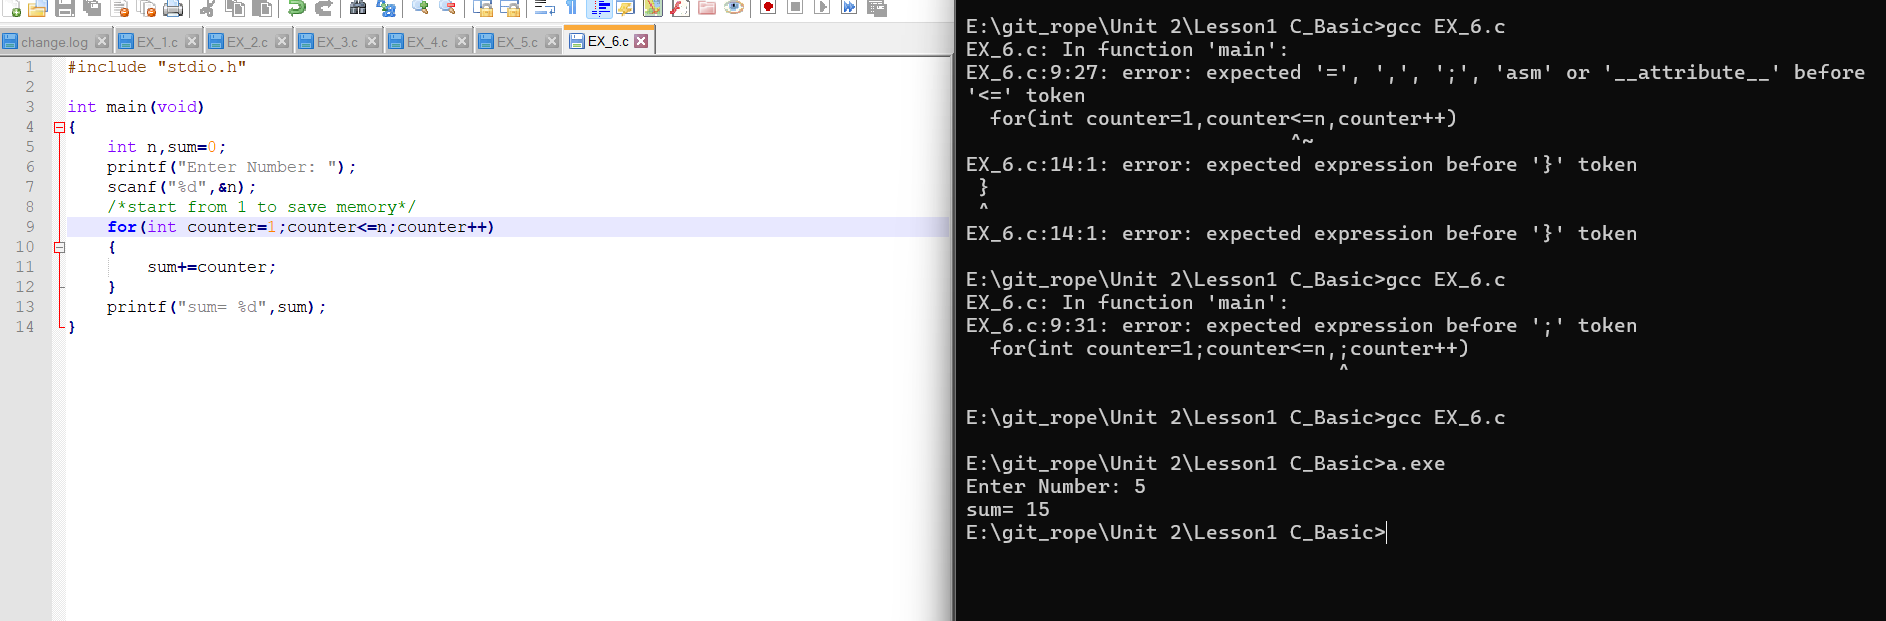 change.log EX_1.c EX_2.c EX_3.c EX_4.c EX_5.c EX_6.c
1 #include "stdio.h"
2
3 int main(void)
4 {
5 int n,sum=0;
6 printf("Enter Number: ");
7 scanf("%d",&n);
8 /*start from 1 to save memory*/
9 for(int counter=1;counter<=n;counter++)
10 {
11 sum+=counter;
12 }
13 printf("sum= %d",sum);
14 }
E:\git_rope\Unit 2\Lesson1 C_Basic>gcc EX_6.c
EX_6.c: In function 'main':
EX_6.c:9:27: error: expected '=', ',', ';', 'asm' or '__attribute__' before
'<=' token
for(int counter=1,counter<=n,counter++)
^~
EX_6.c:14:1: error: expected expression before '}' token
}
^
EX_6.c:14:1: error: expected expression before '}' token
E:\git_rope\Unit 2\Lesson1 C_Basic>gcc EX_6.c
EX_6.c: In function 'main':
EX_6.c:9:31: error: expected expression before ';' token
for(int counter=1;counter<=n,;counter++)
^
E:\git_rope\Unit 2\Lesson1 C_Basic>gcc EX_6.c
E:\git_rope\Unit 2\Lesson1 C_Basic>a.exe
Enter Number: 5
sum= 15
E:\git_rope\Unit 2\Lesson1 C_Basic>